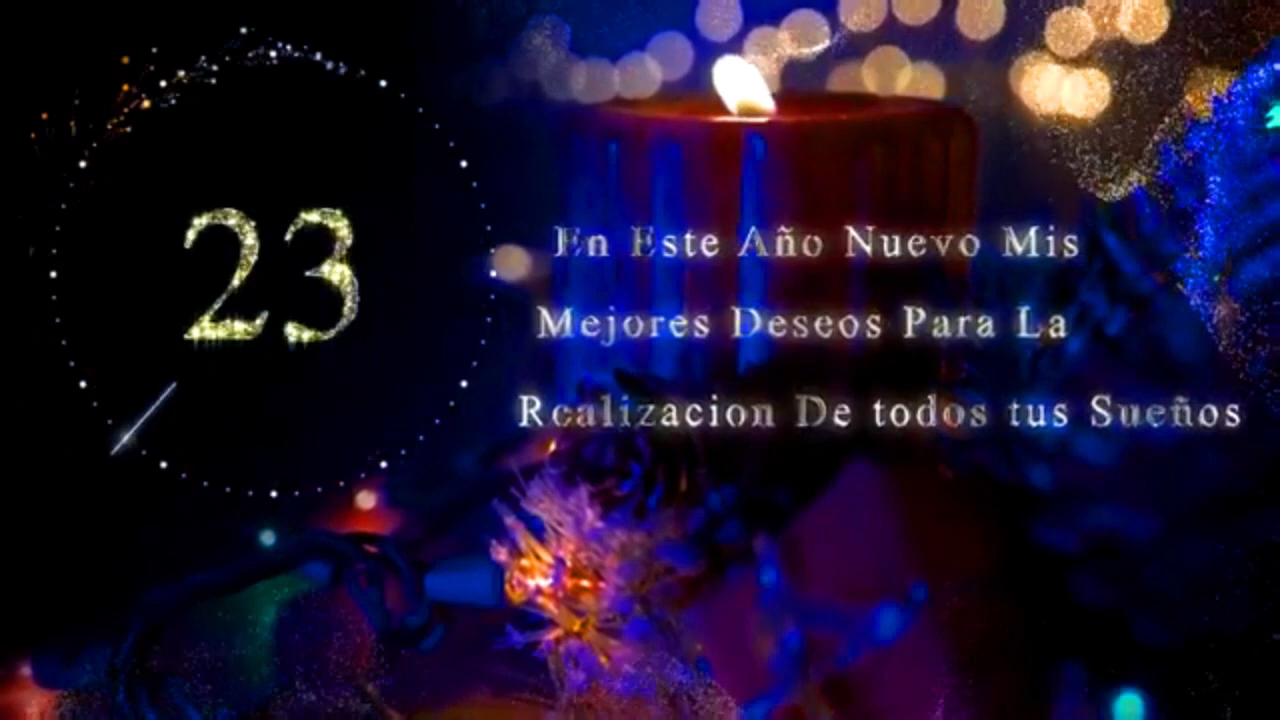 23
En Este Año Nuevo Mis
Mejores Deseos Para La
Realizacion De todos tus Sueños